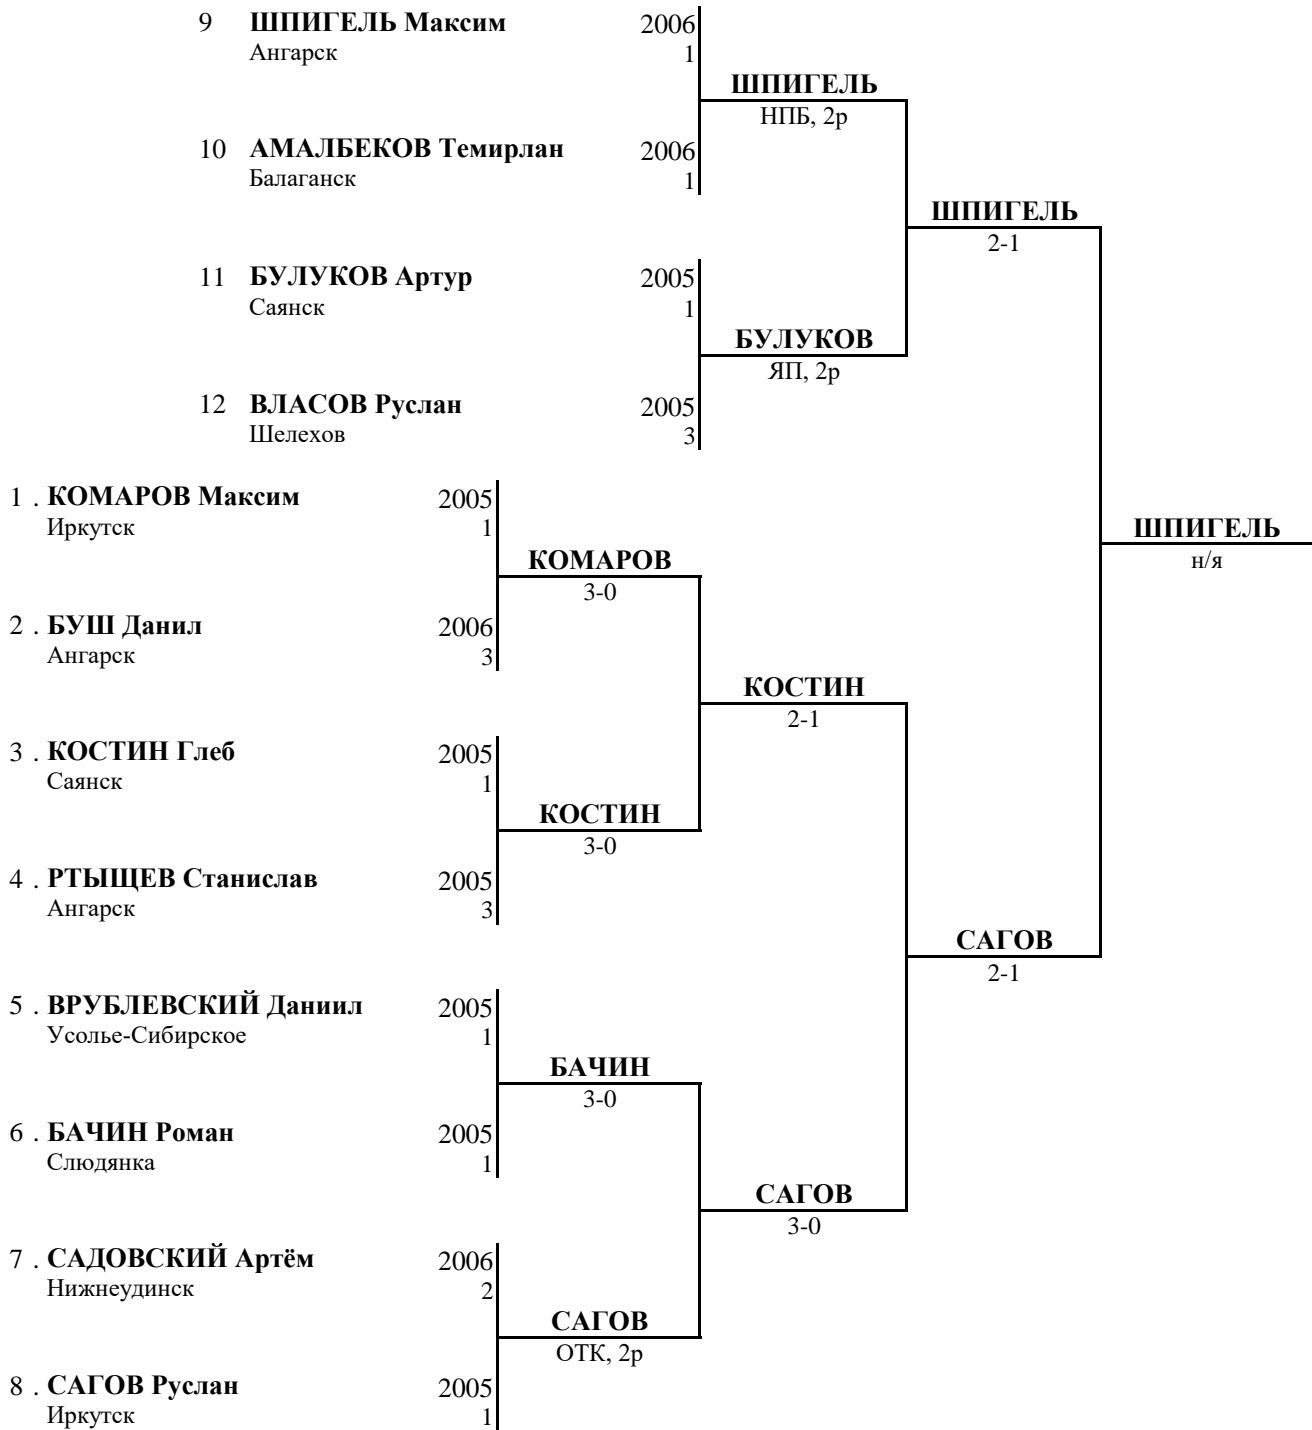 9 ШПИГЕЛЬ Максим 2006
Ангарск 1
ШПИГЕЛЬ
НПБ, 2р
10 АМАЛБЕКОВ Темирлан 2006
Балаганск 1
ШПИГЕЛЬ
2-1
11 БУЛУКОВ Артур 2005
Саянск 1
БУЛУКОВ
ЯП, 2р
12 ВЛАСОВ Руслан 2005
Шелехов 3
1 . КОМАРОВ Максим 2005
Иркутск 1
ШПИГЕЛЬ
н/я
КОМАРОВ
3-0
2 . БУШ Данил 2006
Ангарск 3
КОСТИН
2-1
3 . КОСТИН Глеб 2005
Саянск 1
КОСТИН
3-0
4 . РТЫЩЕВ Станислав 2005
Ангарск 3
САГОВ
2-1
5 . ВРУБЛЕВСКИЙ Даниил 2005
Усолье-Сибирское 1
БАЧИН
3-0
6 . БАЧИН Роман 2005
Слюдянка 1
САГОВ
3-0
7 . САДОВСКИЙ Артём 2006
Нижнеудинск 2
САГОВ
ОТК, 2р
8 . САГОВ Руслан 2005
Иркутск 1